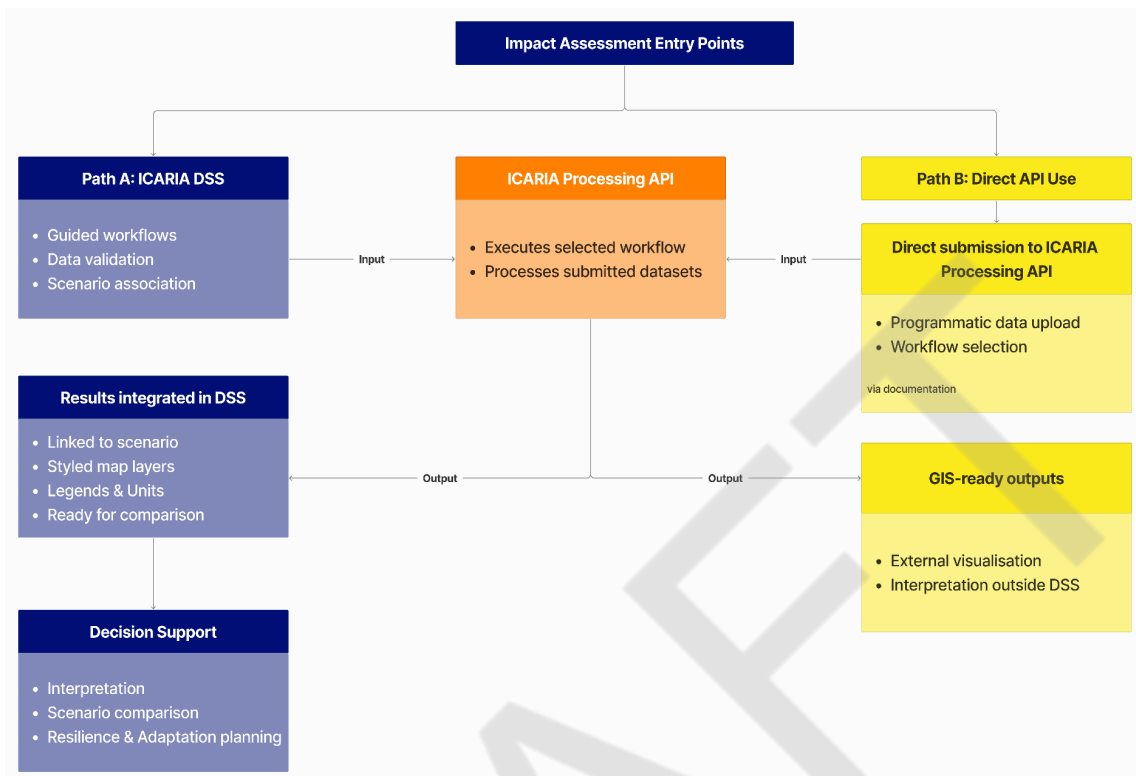 Impact Assessment Entry Points
Path A: ICARIA DSS
• Guided workflows
• Data validation
• Scenario association
Input
ICARIA Processing API
• Executes selected workflow
• Processes submitted datasets
Input
Path B: Direct API Use
Direct submission to ICARIA
Processing API
• Programmatic data upload
• Workflow selection
via documentation
Results integrated in DSS
• Linked to scenario
• Styled map layers
• Legends & Units
• Ready for comparison
Output
Output
GIS-ready outputs
• External visualisation
• Interpretation outside DSS
Decision Support
• Interpretation
• Scenario comparison
• Resilience & Adaptation planning
AFT